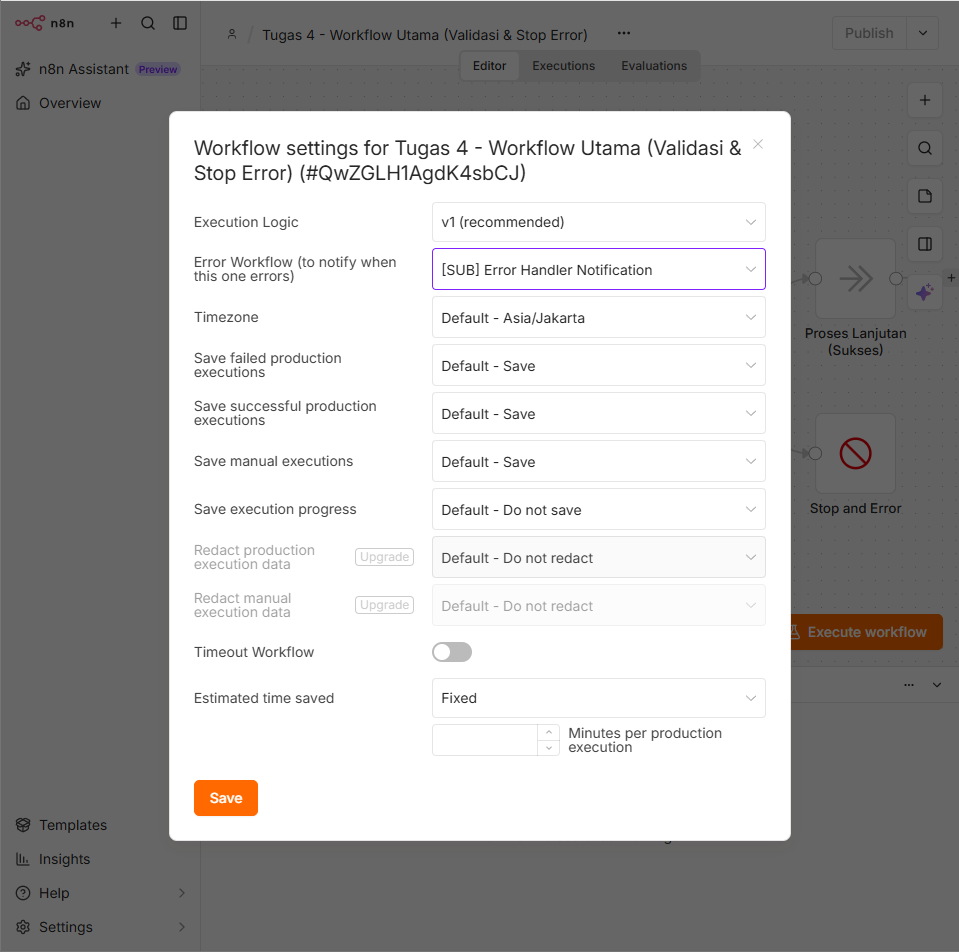 n8n
Tugas 4 - Workflow Utama (Validasi & Stop Error)
...
Publish
n8n Assistant
Preview
Overview
Editor
Executions
Evaluations
Workflow settings for Tugas 4 - Workflow Utama (Validasi &
Stop Error) (#QwZGLH1AgdK4sbCJ)
Execution Logic
v1 (recommended)
Error Workflow (to notify when
this one errors)
[SUB] Error Handler Notification
Timezone
Default - Asia/Jakarta
Save failed production
executions
Default - Save
Save successful production
executions
Default - Save
Save manual executions
Default - Save
Save execution progress
Default - Do not save
Redact production
execution data
Upgrade
Default - Do not redact
Redact manual
execution data
Upgrade
Default - Do not redact
Timeout Workflow
Estimated time saved
Fixed
Minutes per production
execution
Save
Proses Lanjutan
(Sukses)
Stop and Error
Execute workflow
Templates
Insights
Help
Settings